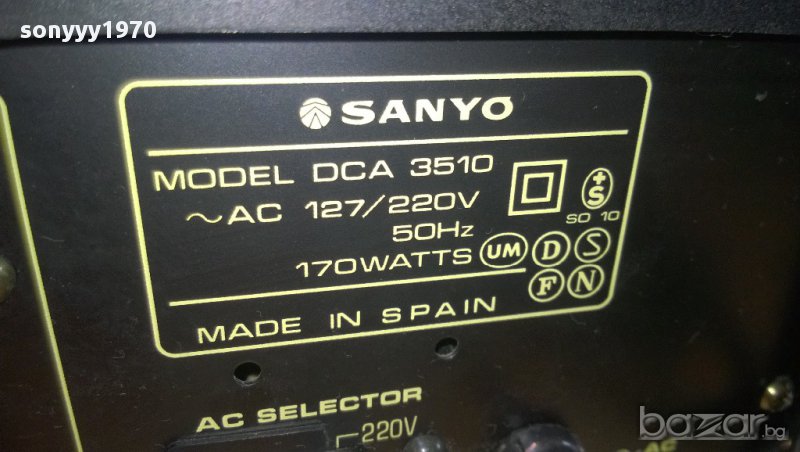 sonyyy1970
SANYO
MODEL DCA 3510
~AC 127/220V
50Hz
170WATTS
UM D S
F N
+S
SO 10
MADE IN SPAIN
AC SELECTOR
220V
bazar.bg